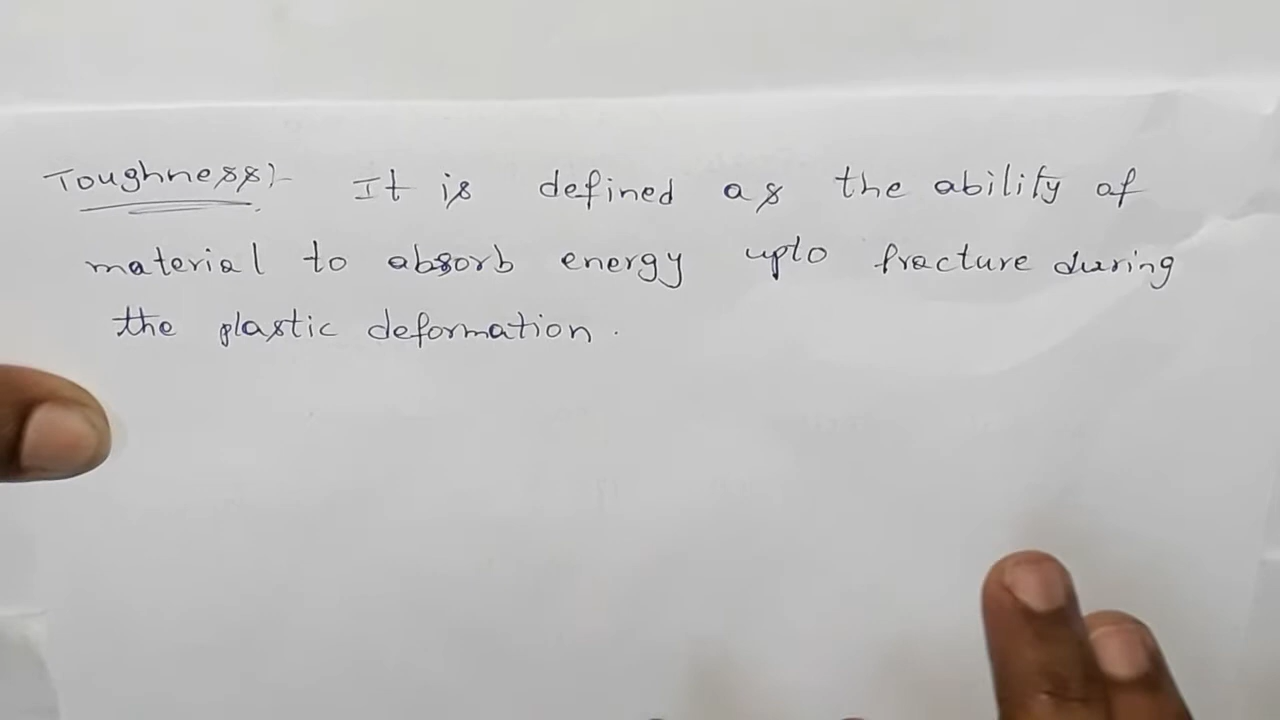 Toughness:- It is defined as the ability of
material to absorb energy upto fracture during
the plastic deformation.